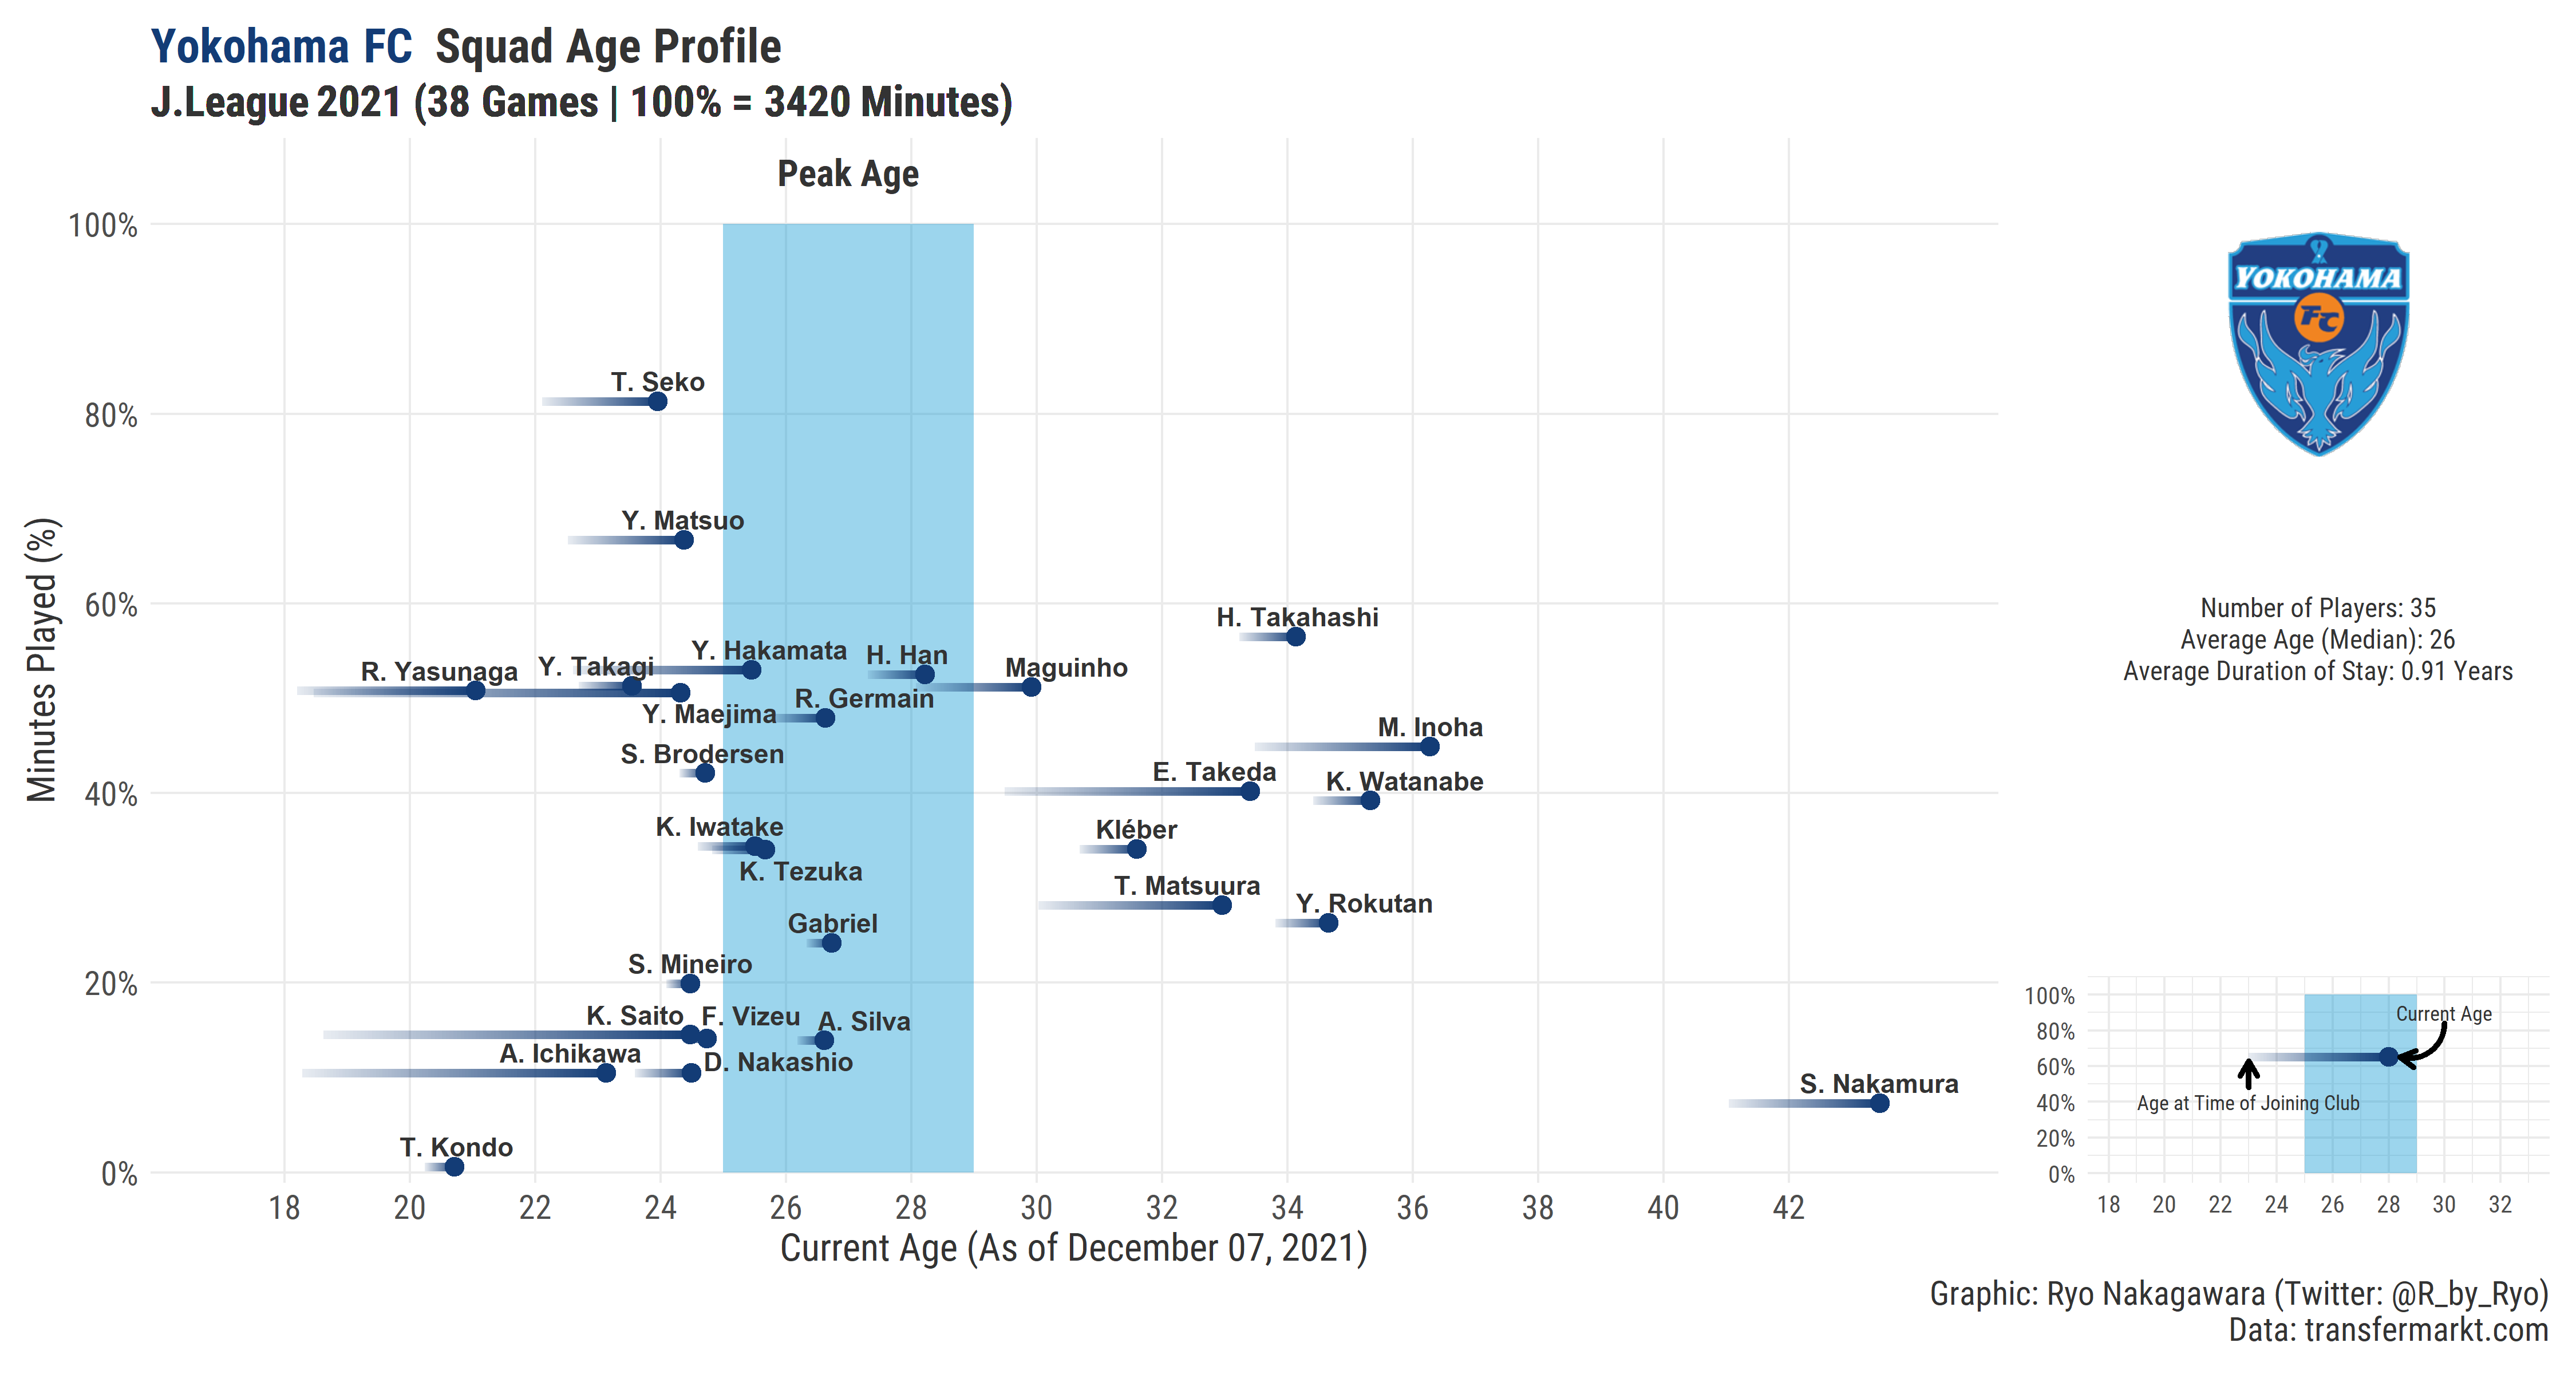 Yokohama FC Squad Age Profile
J.League 2021 (38 Games | 100% = 3420 Minutes)
Peak Age
100%
80%
60%
40%
20%
0%
Minutes Played (%)
T. Seko
Y. Matsuo
H. Takahashi
Y. Hakamata
H. Han
Maguinho
R. Yasunaga
Y. Takagi
R. Germain
Y. Maejima
M. Inoha
S. Brodersen
E. Takeda
K. Watanabe
K. Iwatake
Kléber
K. Tezuka
T. Matsuura
Y. Rokutan
Gabriel
S. Mineiro
K. Saito
F. Vizeu
A. Silva
A. Ichikawa
D. Nakashio
S. Nakamura
T. Kondo
18 20 22 24 26 28 30 32 34 36 38 40 42
Current Age (As of December 07, 2021)
YOKOHAMA
FC
Number of Players: 35
Average Age (Median): 26
Average Duration of Stay: 0.91 Years
100%
80%
60%
40%
20%
0%
Current Age
Age at Time of Joining Club
18 20 22 24 26 28 30 32
Graphic: Ryo Nakagawara (Twitter: @R_by_Ryo)
Data: transfermarkt.com